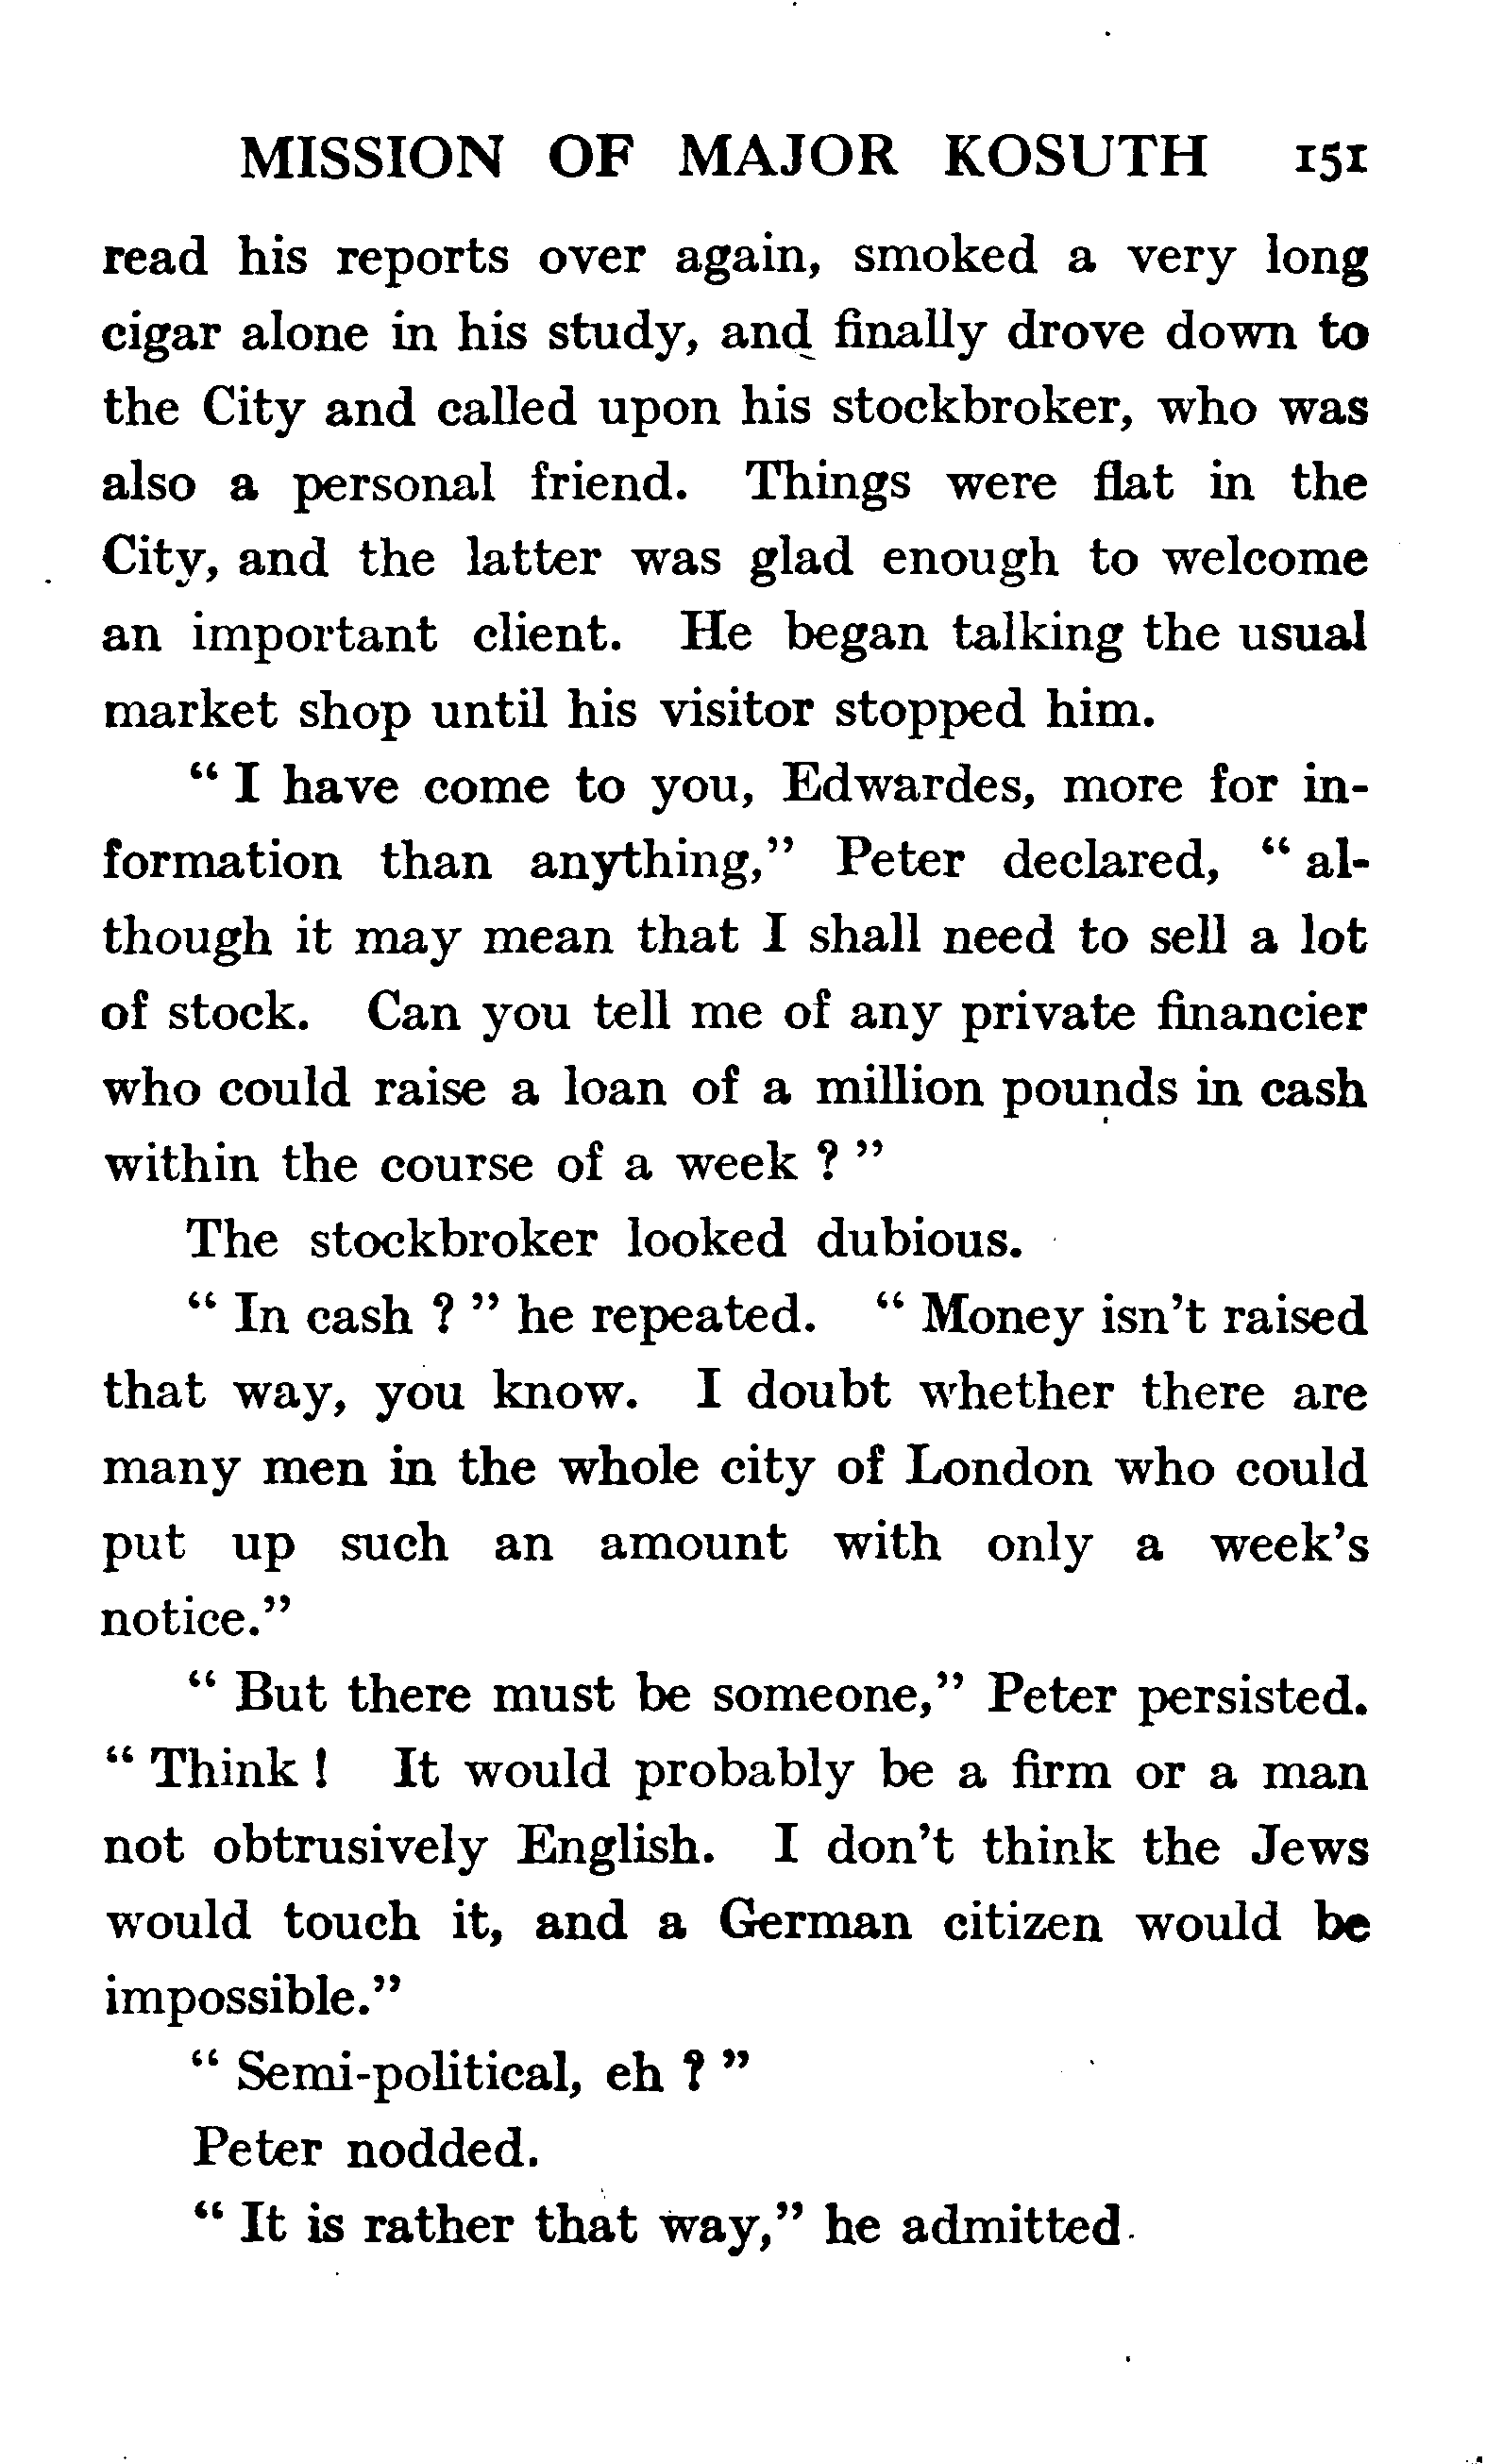 MISSION OF MAJOR KOSUTH 151
read his reports over again, smoked a very long
cigar alone in his study, and finally drove down to
the City and called upon his stockbroker, who was
also a personal friend. Things were flat in the
City, and the latter was glad enough to welcome
an important client. He began talking the usual
market shop until his visitor stopped him.
“ I have come to you, Edwardes, more for in-
formation than anything,” Peter declared, “ al-
though it may mean that I shall need to sell a lot
of stock. Can you tell me of any private financier
who could raise a loan of a million pounds in cash
within the course of a week ? ”
The stockbroker looked dubious.
“ In cash ? ” he repeated. “ Money isn't raised
that way, you know. I doubt whether there are
many men in the whole city of London who could
put up such an amount with only a week's
notice.”
“ But there must be someone,” Peter persisted.
“ Think ! It would probably be a firm or a man
not obtrusively English. I don't think the Jews
would touch it, and a German citizen would be
impossible.”
“ Semi-political, eh ? ”
Peter nodded.
“ It is rather that way,” he admitted.